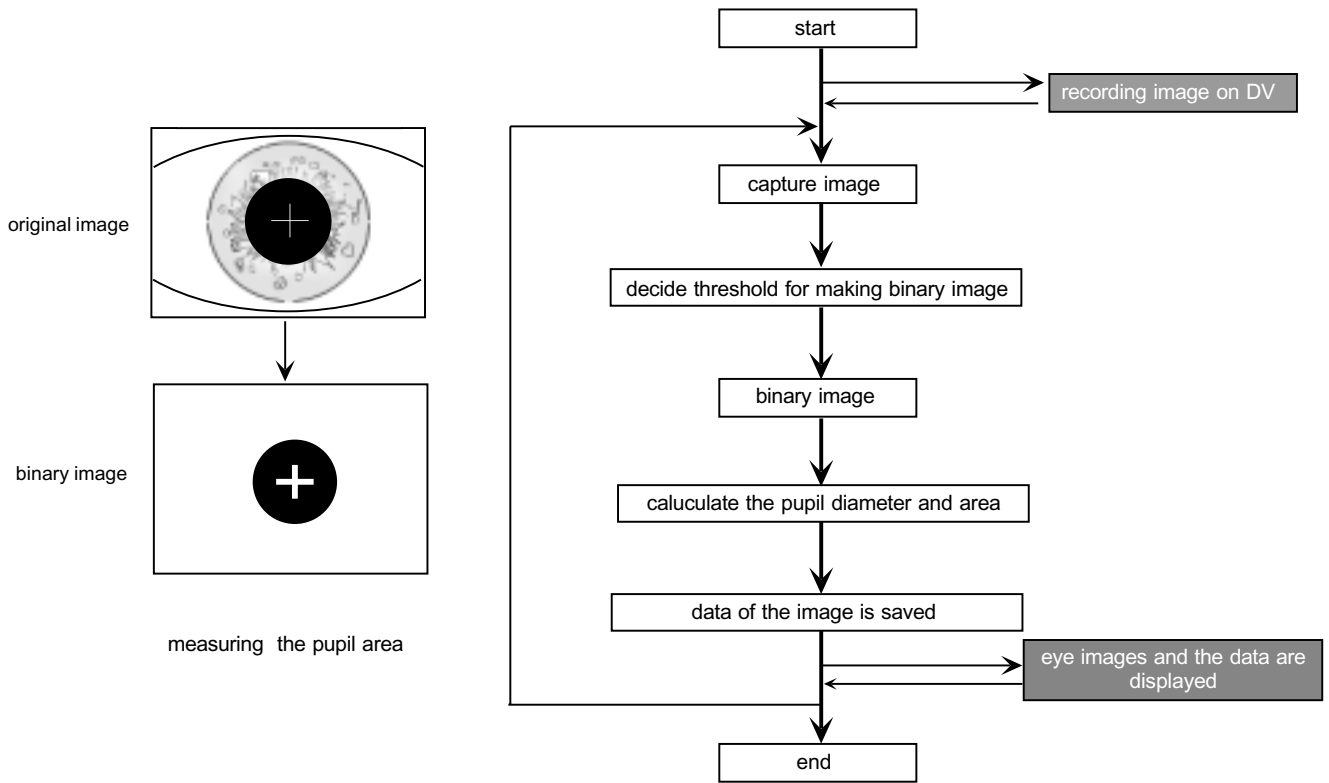 original image
binary image
measuring the pupil area
start
recording image on DV
capture image
decide threshold for making binary image
binary image
caluculate the pupil diameter and area
data of the image is saved
eye images and the data are
displayed
end